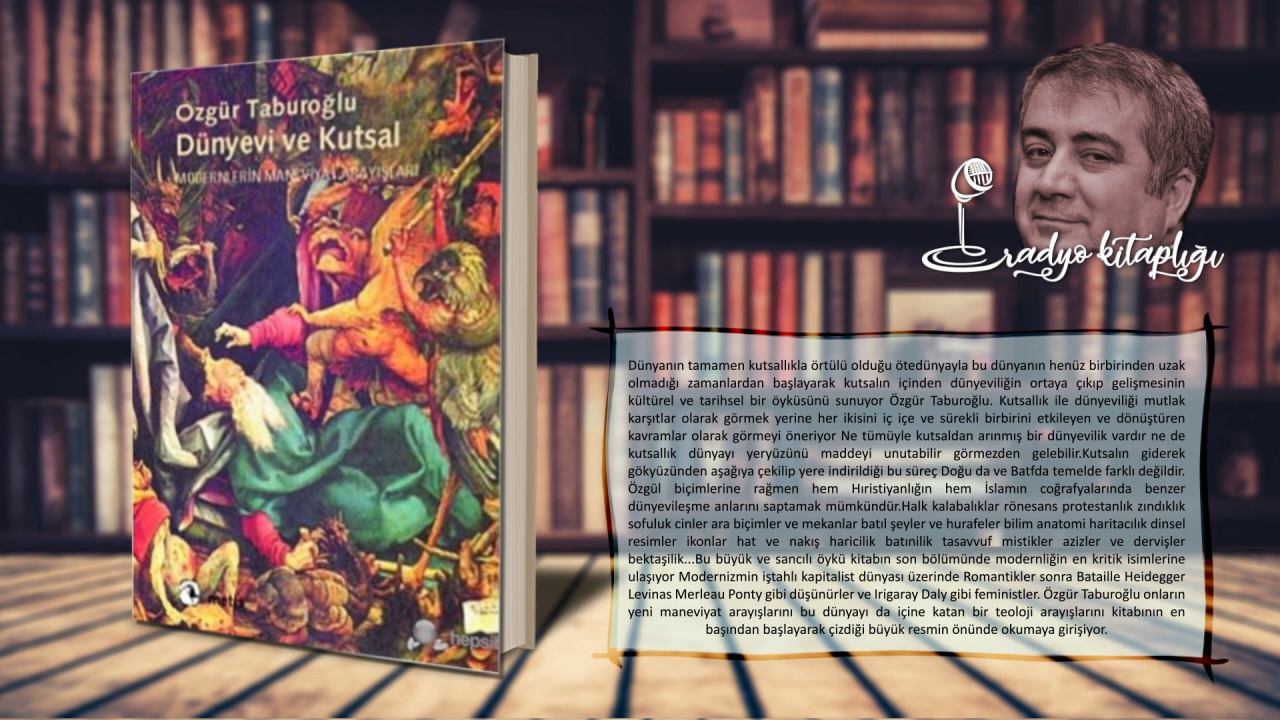 Özgür Taburoğlu
Dünyevi ve Kutsal
MODERNLERİN MANEVİYAT ARAYIŞLARI
metis
hepsi
radyo kitaplığı
Dünyanın tamamen kutsallıkla örtülü olduğu ötedünyayla bu dünyanın henüz birbirinden uzak
olmadığı zamanlardan başlayarak kutsalın içinden dünyeviliğin ortaya çıkıp gelişmesinin
kültürel ve tarihsel bir öyküsünü sunuyor Özgür Taburoğlu. Kutsallık ile dünyeviliği mutlak
karşıtlar olarak görmek yerine her ikisini iç içe ve sürekli birbirini etkileyen ve dönüştüren
kavramlar olarak görmeyi öneriyor Ne tümüyle kutsaldan arınmış bir dünyevilik vardır ne de
kutsallık dünyayı yeryüzünü maddeyi unutabilir görmezden gelebilir.Kutsalın giderek
gökyüzünden aşağıya çekilip yere indirildiği bu süreç Doğu da ve Batfda temelde farklı değildir.
Özgül biçimlerine rağmen hem Hıristiyanlığın hem İslamın coğrafyalarında benzer
dünyevileşme anlarını saptamak mümkündür.Halk kalabalıklar rönesans protestanlık zındıklık
sofuluk cinler ara biçimler ve mekanlar batıl şeyler ve hurafeler bilim anatomi haritacılık dinsel
resimler ikonlar hat ve nakış haricilik batınilik tasavvuf mistikler azizler ve dervişler
bektaşilik...Bu büyük ve sancılı öykü kitabın son bölümünde modernliğin en kritik isimlerine
ulaşıyor Modernizmin iştahlı kapitalist dünyası üzerinde Romantikler sonra Bataille Heidegger
Levinas Merleau Ponty gibi düşünürler ve Irigaray Daly gibi feministler. Özgür Taburoğlu onların
yeni maneviyat arayışlarını bu dünyayı da içine katan bir teoloji arayışlarını kitabının en
başından başlayarak çizdiği büyük resmin önünde okumaya girişiyor.